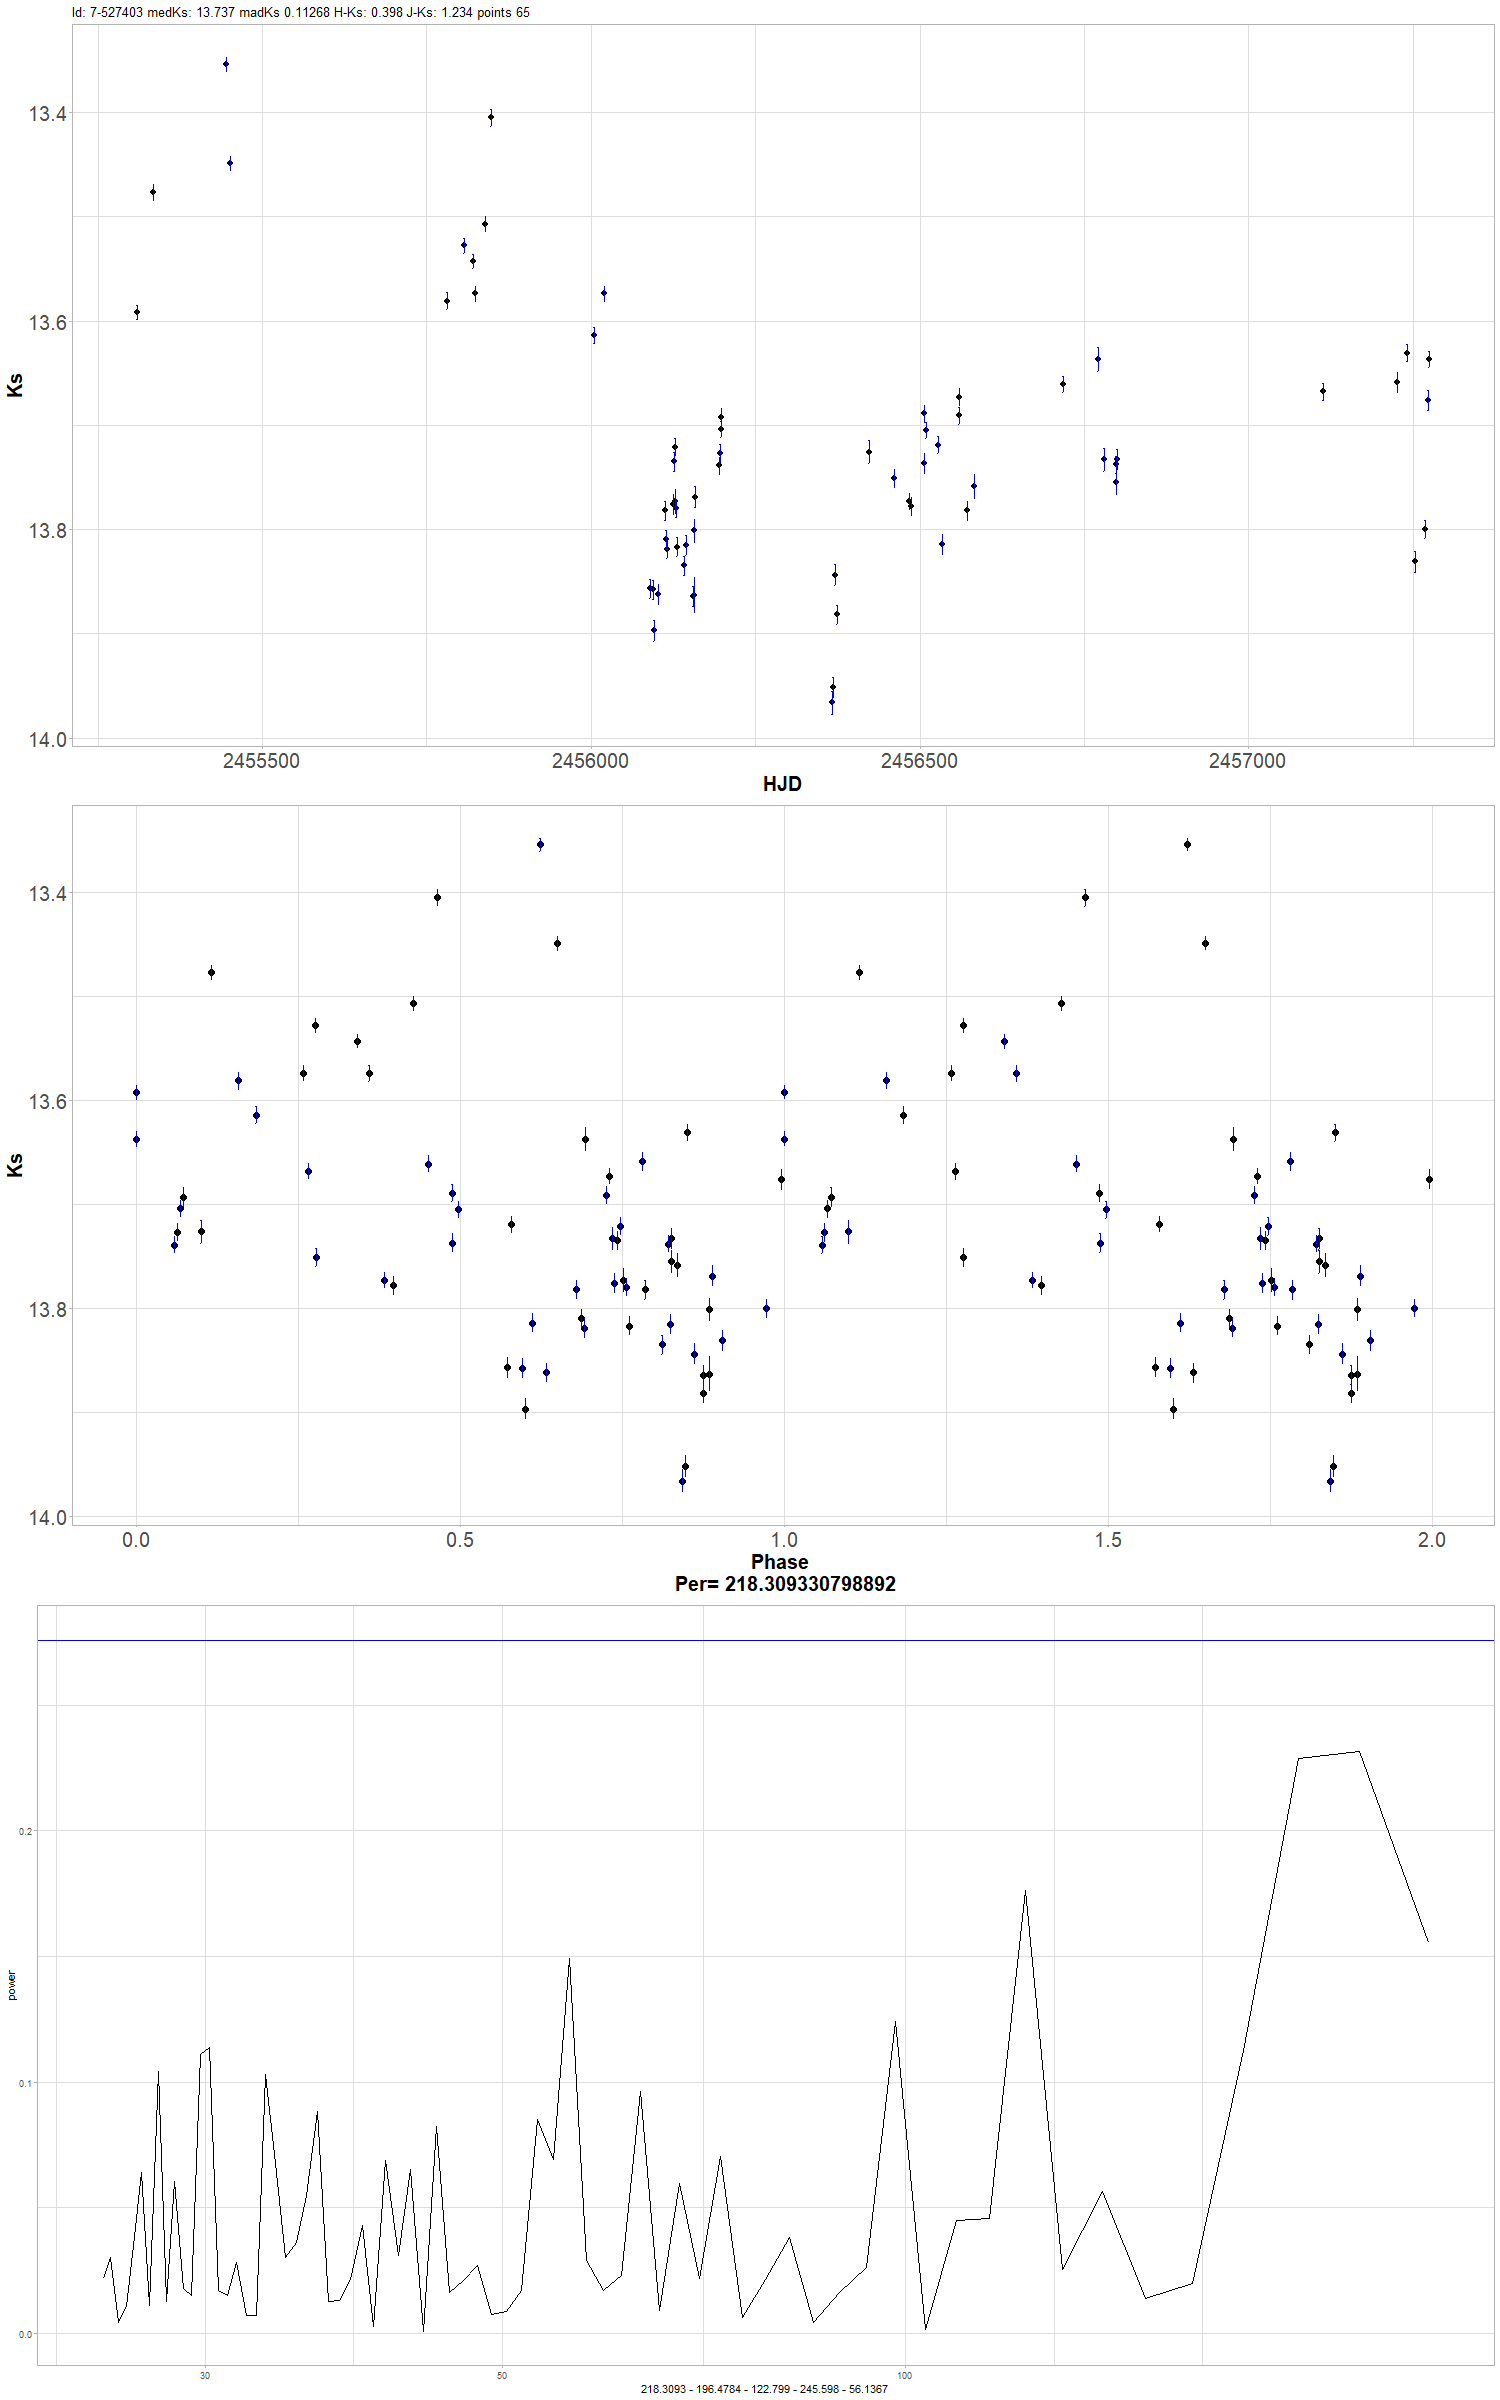 Id: 7-527403 medKs: 13.737 madKs 0.11268 H-Ks: 0.398 J-Ks: 1.234 points 65
13.4
13.6
13.8
14.0
Ks
2455500 2456000 2456500 2457000
HJD
13.4
13.6
13.8
14.0
Ks
0.0 0.5 1.0 1.5 2.0
Phase
Per= 218.309330798892
0.2
0.1
0.0
power
30 50 100
218.3093 - 196.4784 - 122.799 - 245.598 - 56.1367